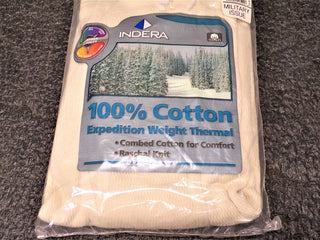 MILITARY
ISSUE
INDERA
100% Cotton
Expedition Weight Thermal
• Combed Cotton for Comfort
• Raschel Knit